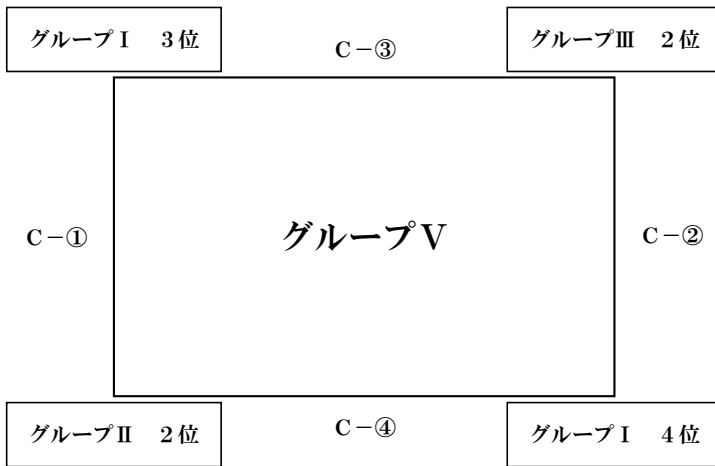 グループⅠ　3位
C－③
グループⅢ　2位
C－①
グループⅤ
C－②
グループⅡ　2位
C－④
グループⅠ　4位